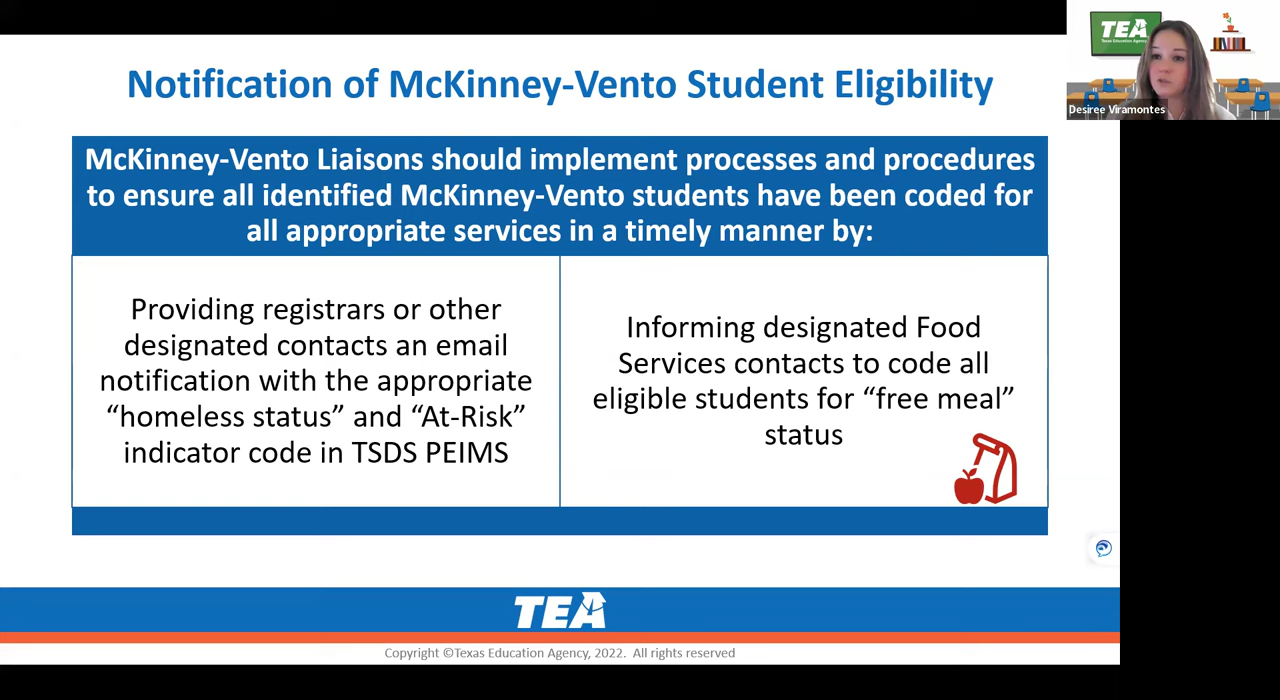 TEA
Texas Education Agency
Desiree Viramontes
Notification of McKinney-Vento Student Eligibility
McKinney-Vento Liaisons should implement processes and procedures
to ensure all identified McKinney-Vento students have been coded for
all appropriate services in a timely manner by:
Providing registrars or other
designated contacts an email
notification with the appropriate
“homeless status” and “At-Risk”
indicator code in TSDS PEIMS
Informing designated Food
Services contacts to code all
eligible students for “free meal”
status
TEA
Copyright ©Texas Education Agency, 2022. All rights reserved